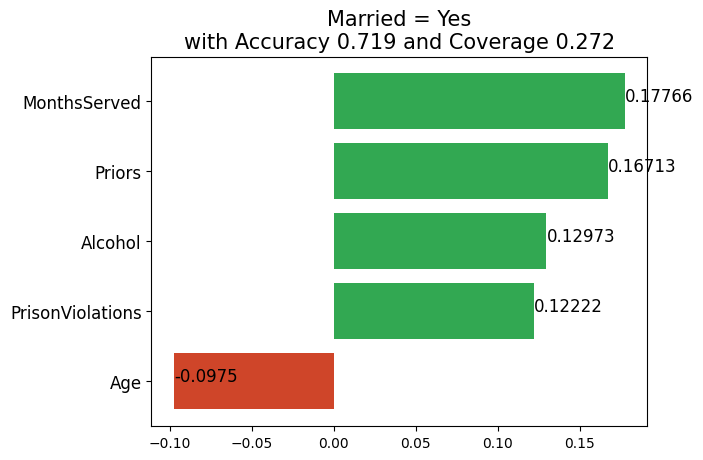 Married = Yes
with Accuracy 0.719 and Coverage 0.272
MonthsServed
0.17766
Priors
0.16713
Alcohol
0.12973
PrisonViolations
0.12222
Age
-0.0975
−0.10 −0.05 0.00 0.05 0.10 0.15